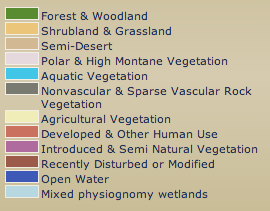 Forest & Woodland
Shrubland & Grassland
Semi-Desert
Polar & High Montane Vegetation
Aquatic Vegetation
Nonvascular & Sparse Vascular Rock
Vegetation
Agricultural Vegetation
Developed & Other Human Use
Introduced & Semi Natural Vegetation
Recently Disturbed or Modified
Open Water
Mixed physiognomy wetlands